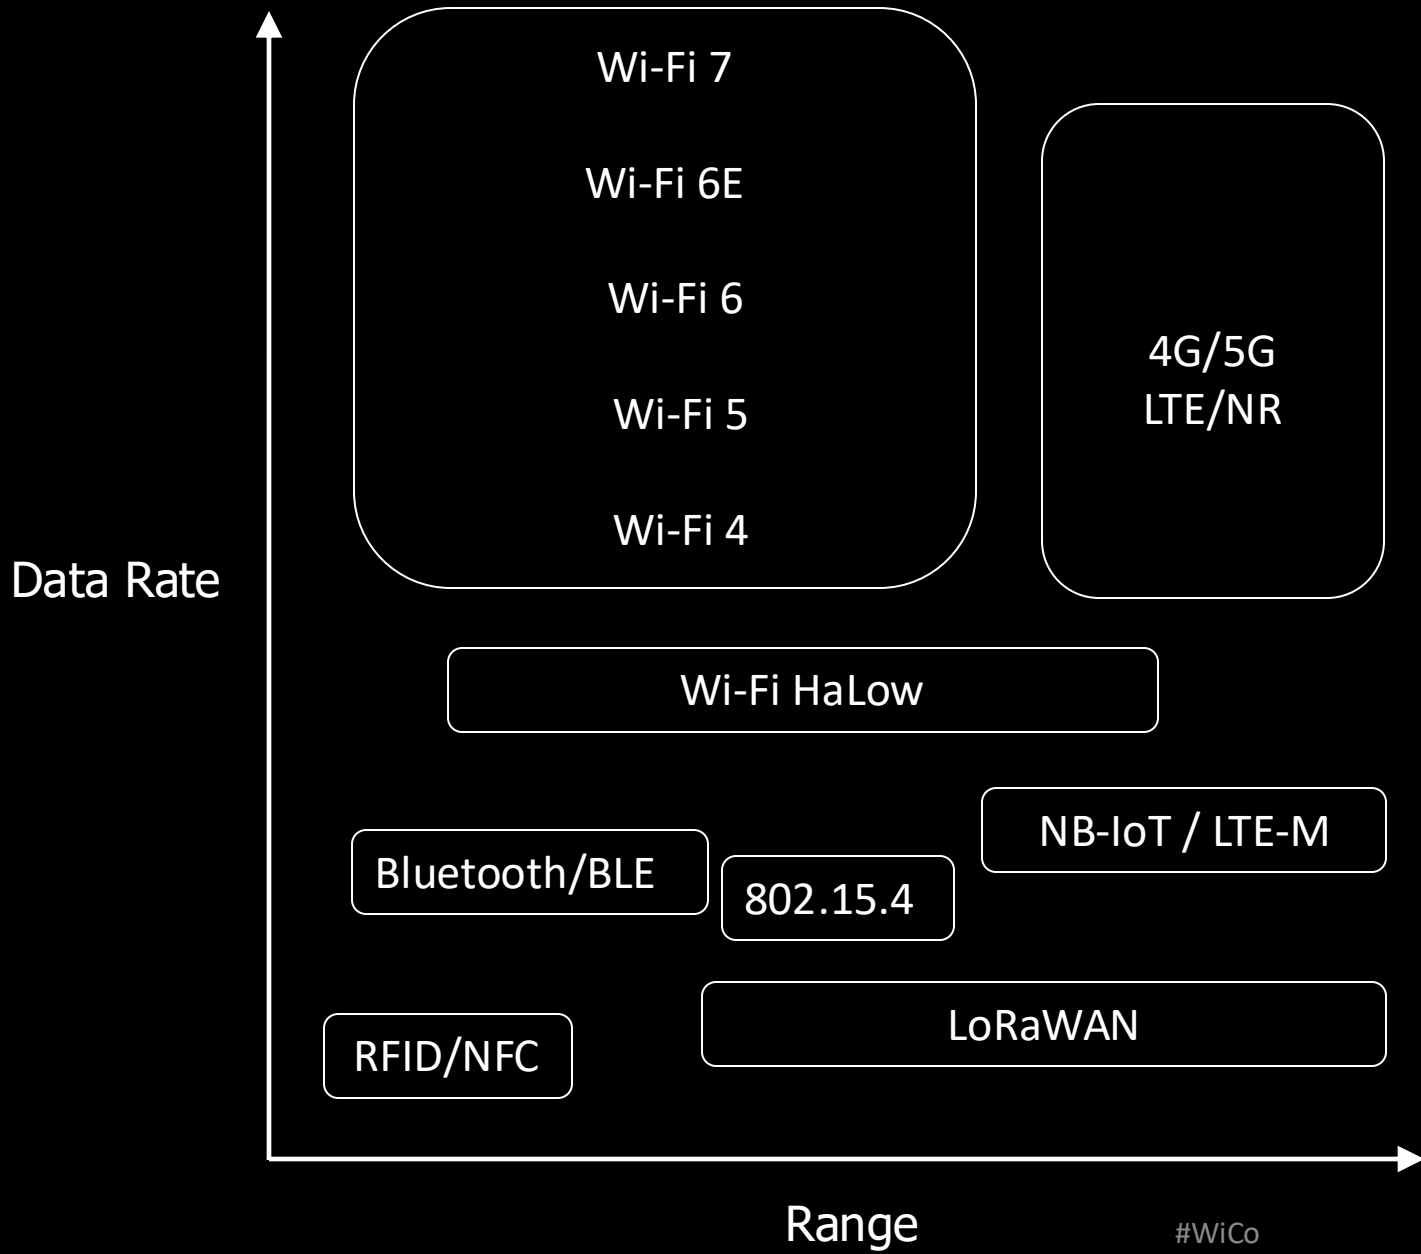 Wi-Fi 7
Wi-Fi 6E
Wi-Fi 6
Wi-Fi 5
Wi-Fi 4
4G/5G
LTE/NR
Data Rate
Wi-Fi HaLow
NB-IoT / LTE-M
Bluetooth/BLE
802.15.4
LoRaWAN
RFID/NFC
Range
#WiCo